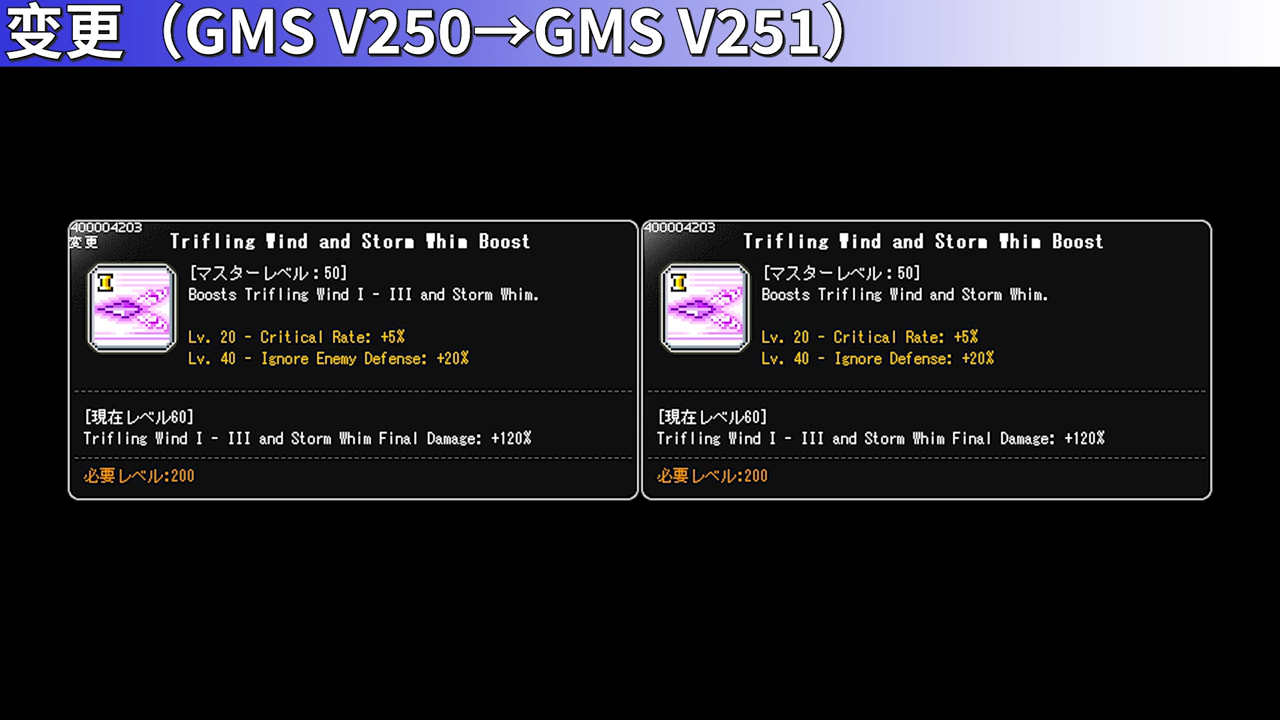 変更（GMS V250→GMS V251）
400004203
変更
Trifling Wind and Storm Whim Boost
[マスターレベル：50]
Boosts Trifling Wind I - III and Storm Whim.
Lv. 20 - Critical Rate: +5%
Lv. 40 - Ignore Enemy Defense: +20%
[現在レベル60]
Trifling Wind I - III and Storm Whim Final Damage: +120%
必要レベル:200
400004203
Trifling Wind and Storm Whim Boost
[マスターレベル：50]
Boosts Trifling Wind and Storm Whim.
Lv. 20 - Critical Rate: +5%
Lv. 40 - Ignore Defense: +20%
[現在レベル60]
Trifling Wind I - III and Storm Whim Final Damage: +120%
必要レベル:200